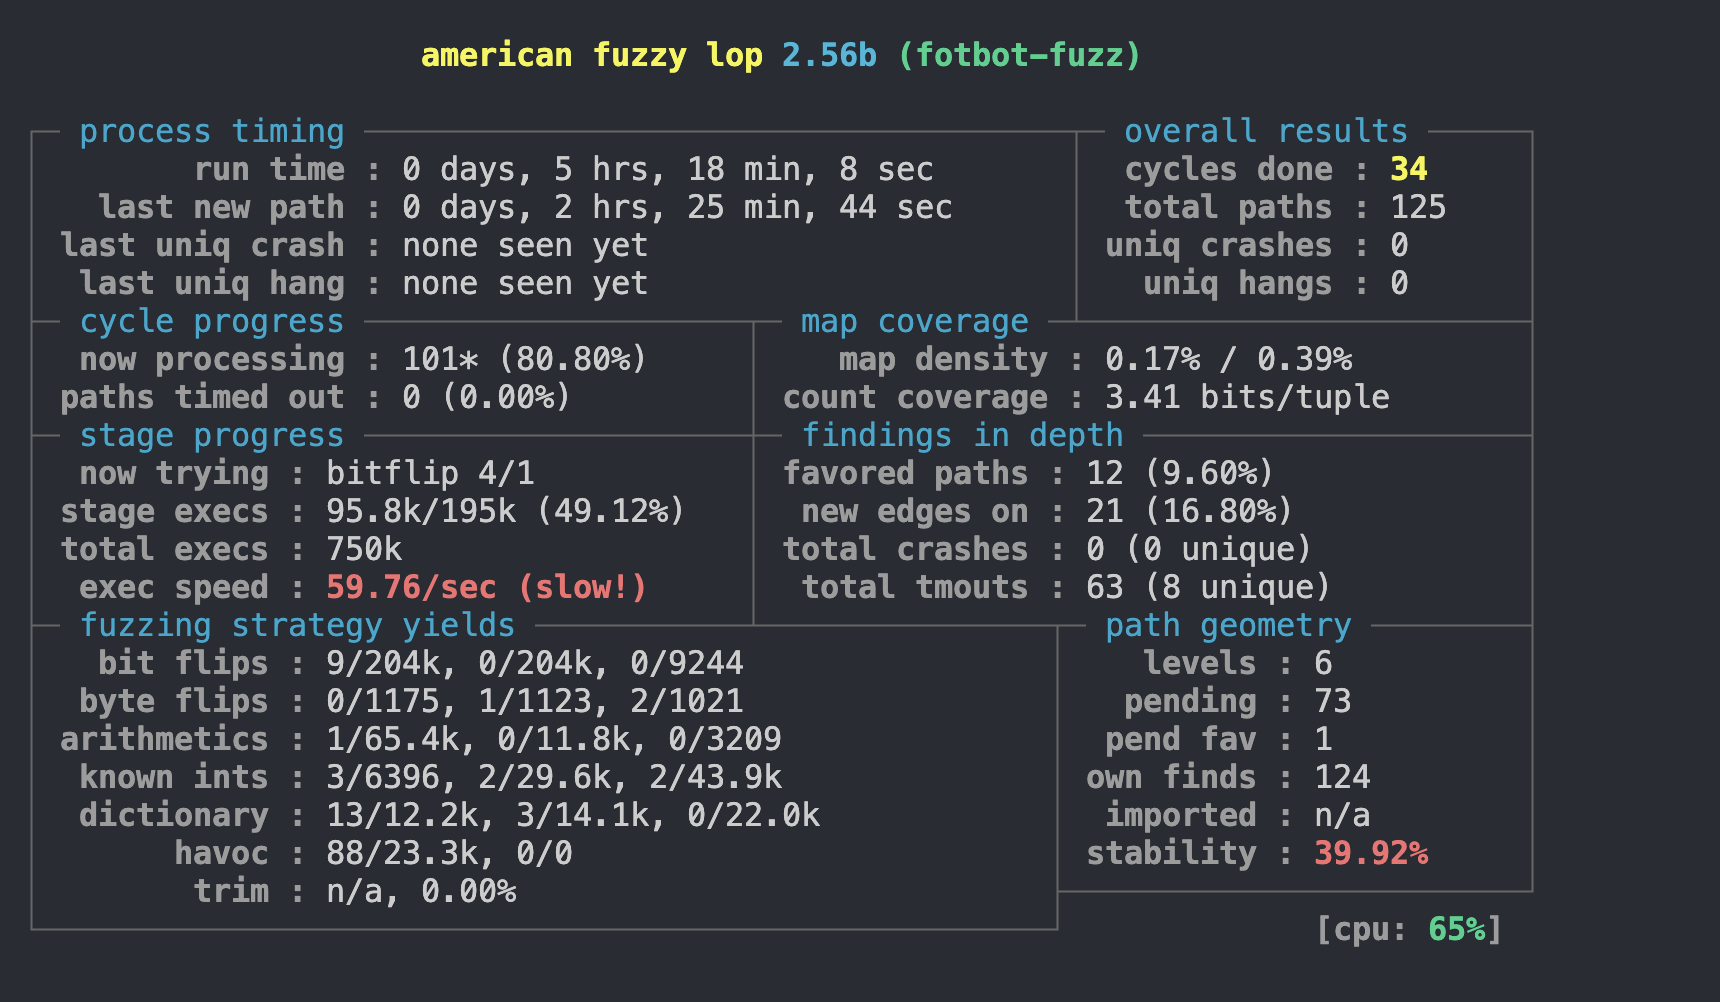 american fuzzy lop 2.56b (fotbot-fuzz)
process timing
run time : 0 days, 5 hrs, 18 min, 8 sec
last new path : 0 days, 2 hrs, 25 min, 44 sec
last uniq crash : none seen yet
last uniq hang : none seen yet
overall results
cycles done : 34
total paths : 125
uniq crashes : 0
uniq hangs : 0
cycle progress
now processing : 101* (80.80%)
paths timed out : 0 (0.00%)
map coverage
map density : 0.17% / 0.39%
count coverage : 3.41 bits/tuple
stage progress
now trying : bitflip 4/1
stage execs : 95.8k/195k (49.12%)
total execs : 750k
exec speed : 59.76/sec (slow!)
findings in depth
favored paths : 12 (9.60%)
new edges on : 21 (16.80%)
total crashes : 0 (0 unique)
total tmouts : 63 (8 unique)
fuzzing strategy yields
bit flips : 9/204k, 0/204k, 0/9244
byte flips : 0/1175, 1/1123, 2/1021
arithmetics : 1/65.4k, 0/11.8k, 0/3209
known ints : 3/6396, 2/29.6k, 2/43.9k
dictionary : 13/12.2k, 3/14.1k, 0/22.0k
havoc : 88/23.3k, 0/0
trim : n/a, 0.00%
path geometry
levels : 6
pending : 73
pend fav : 1
own finds : 124
imported : n/a
stability : 39.92%
[cpu: 65%]